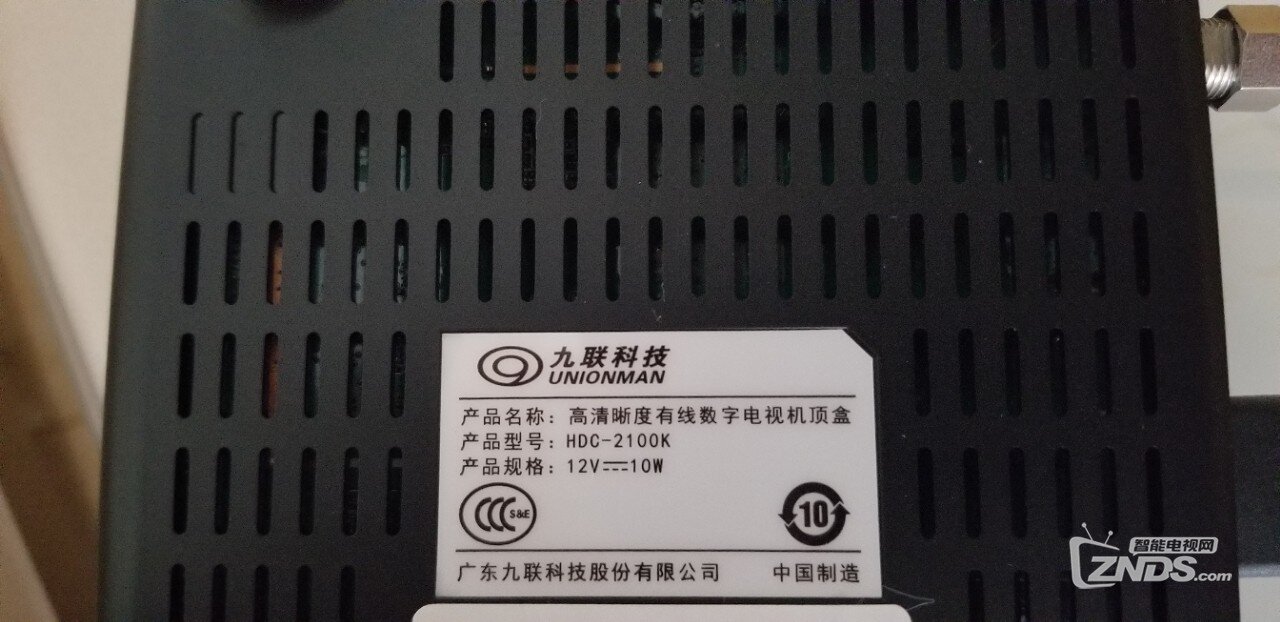 九联科技
UNIONMAN
产品名称：高清晰度有线数字电视机顶盒
产品型号：HDC-2100K
产品规格：12V⎓10W
CCC S&E
10
广东九联科技股份有限公司 中国制造
智能电视网
ZNDS.com